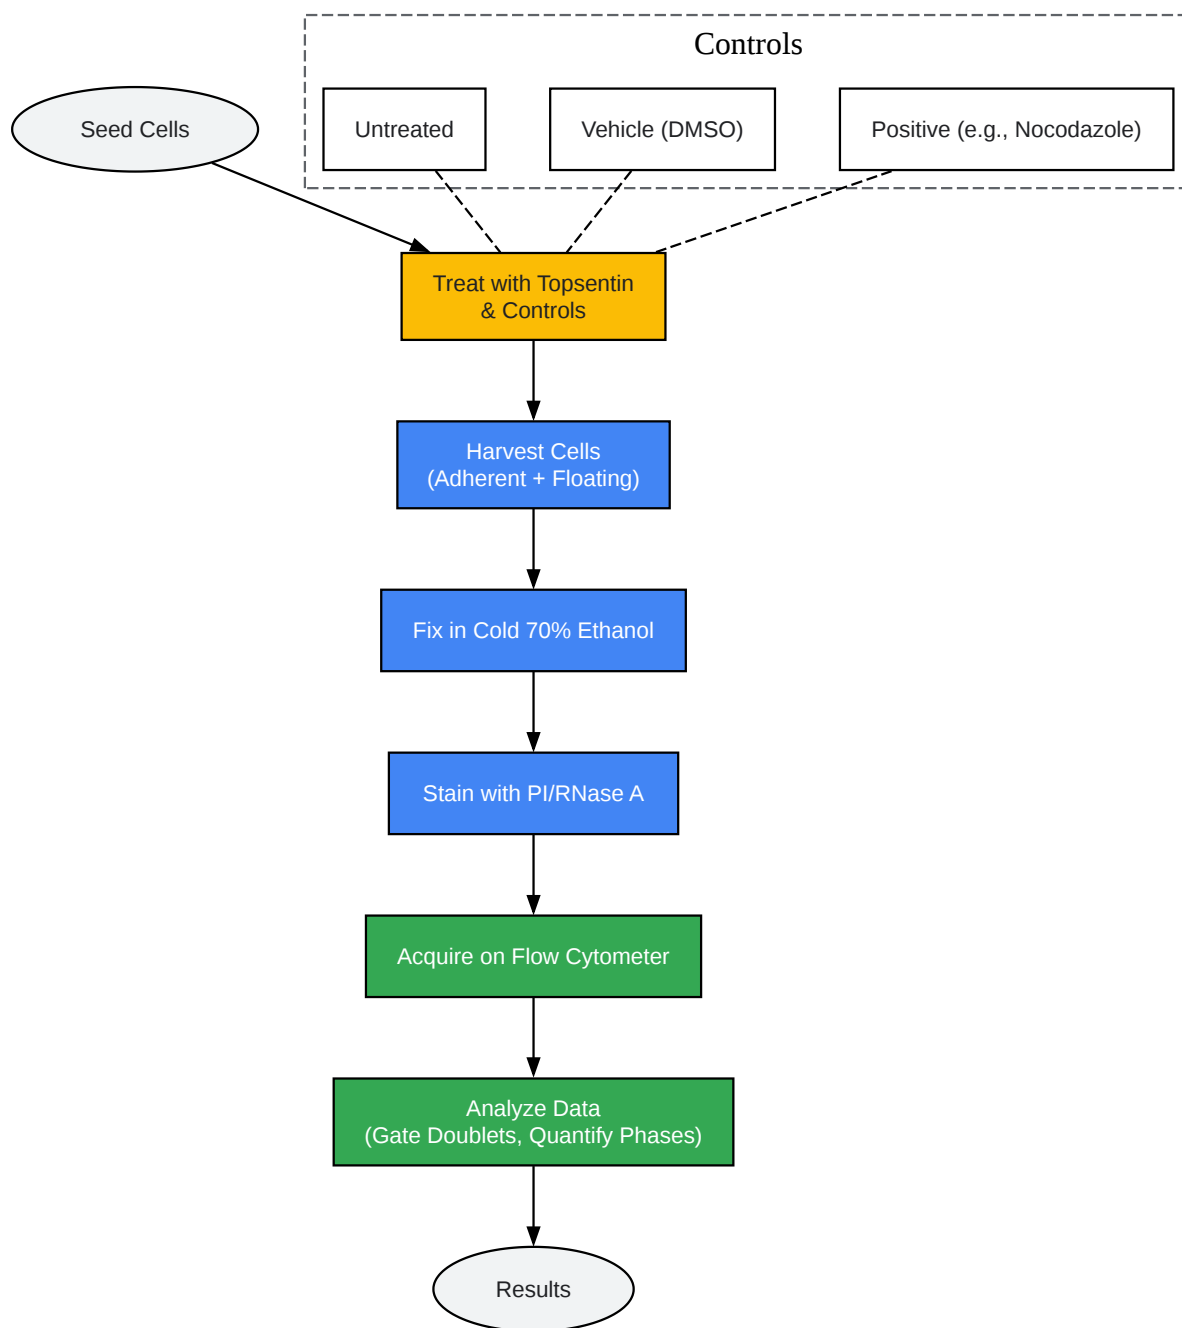 Controls
Seed Cells
Untreated
Vehicle (DMSO)
Positive (e.g., Nocodazole)
Treat with Topsentin
& Controls
Harvest Cells
(Adherent + Floating)
Fix in Cold 70% Ethanol
Stain with PI/RNase A
Acquire on Flow Cytometer
Analyze Data
(Gate Doublets, Quantify Phases)
Results